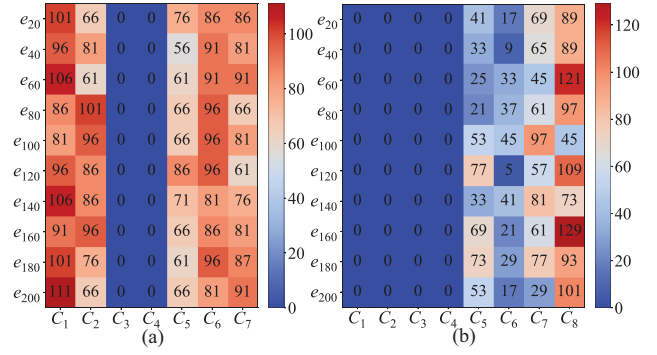 e20 101 66 0 0 76 86 86
e40 96 81 0 0 56 91 81
e60 106 61 0 0 61 91 91
e80 86 101 0 0 66 96 66
e100 81 96 0 0 66 96 81
e120 96 86 0 0 86 96 61
e140 106 86 0 0 71 81 76
e160 91 96 0 0 66 86 81
e180 101 76 0 0 61 96 87
e200 111 66 0 0 66 81 91
C1 C2 C3 C4 C5 C6 C7
100
80
60
40
20
0
(a)
e20 0 0 0 0 41 17 69 89
e40 0 0 0 0 33 9 65 89
e60 0 0 0 0 25 33 45 121
e80 0 0 0 0 21 37 61 97
e100 0 0 0 0 53 45 97 45
e120 0 0 0 0 77 5 57 109
e140 0 0 0 0 33 41 81 73
e160 0 0 0 0 69 21 61 129
e180 0 0 0 0 73 29 77 93
e200 0 0 0 0 53 17 29 101
C1 C2 C3 C4 C5 C6 C7 C8
120
100
80
60
40
20
0
(b)